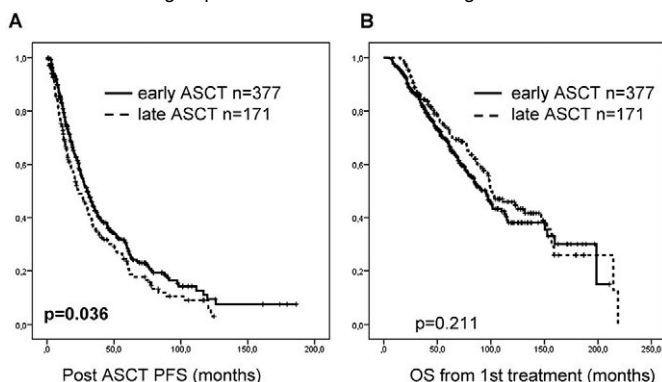 A
B
1,0
0,8
0,6
0,4
0,2
0,0
early ASCT n=377
late ASCT n=171
p=0.036
,0
50,0
100,0
150,0
200,0
Post ASCT PFS (months)
1,0
0,8
0,6
0,4
0,2
0,0
early ASCT n=377
late ASCT n=171
p=0.211
,0
50,0
100,0
150,0
200,0
250,0
OS from 1st treatment (months)